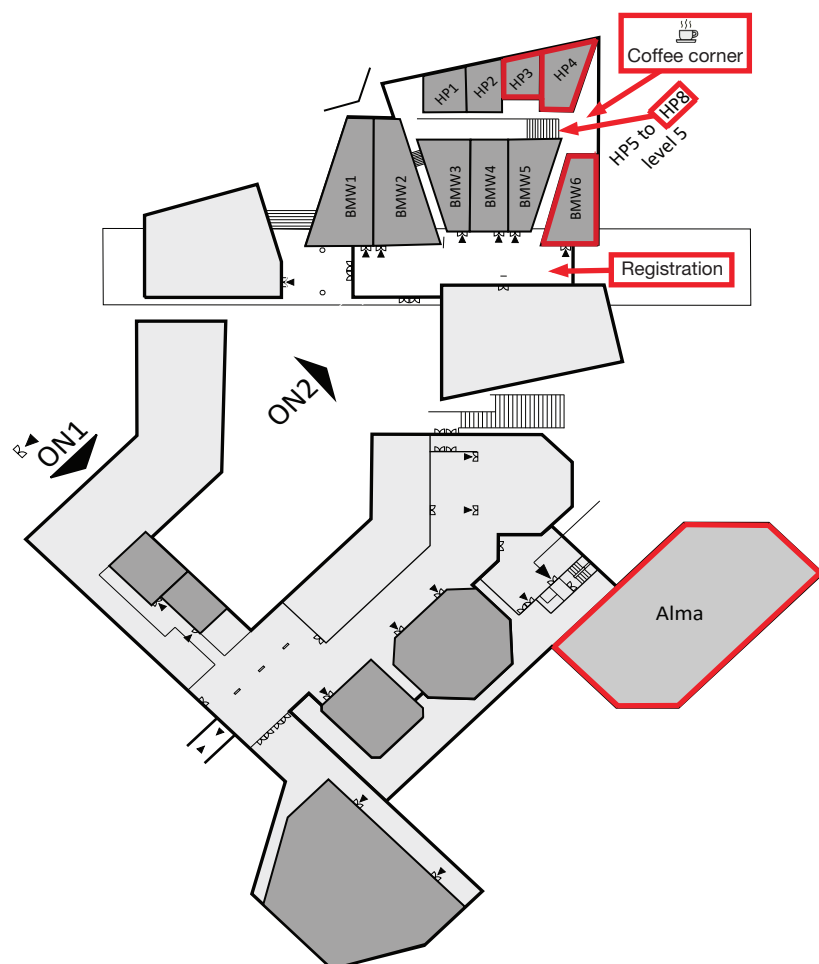 Coffee corner
HP1
HP2
HP3
HP4
HP8
HP5 to
level 5
BMW1
BMW2
BMW3
BMW4
BMW5
BMW6
Registration
ON2
ON1
Alma